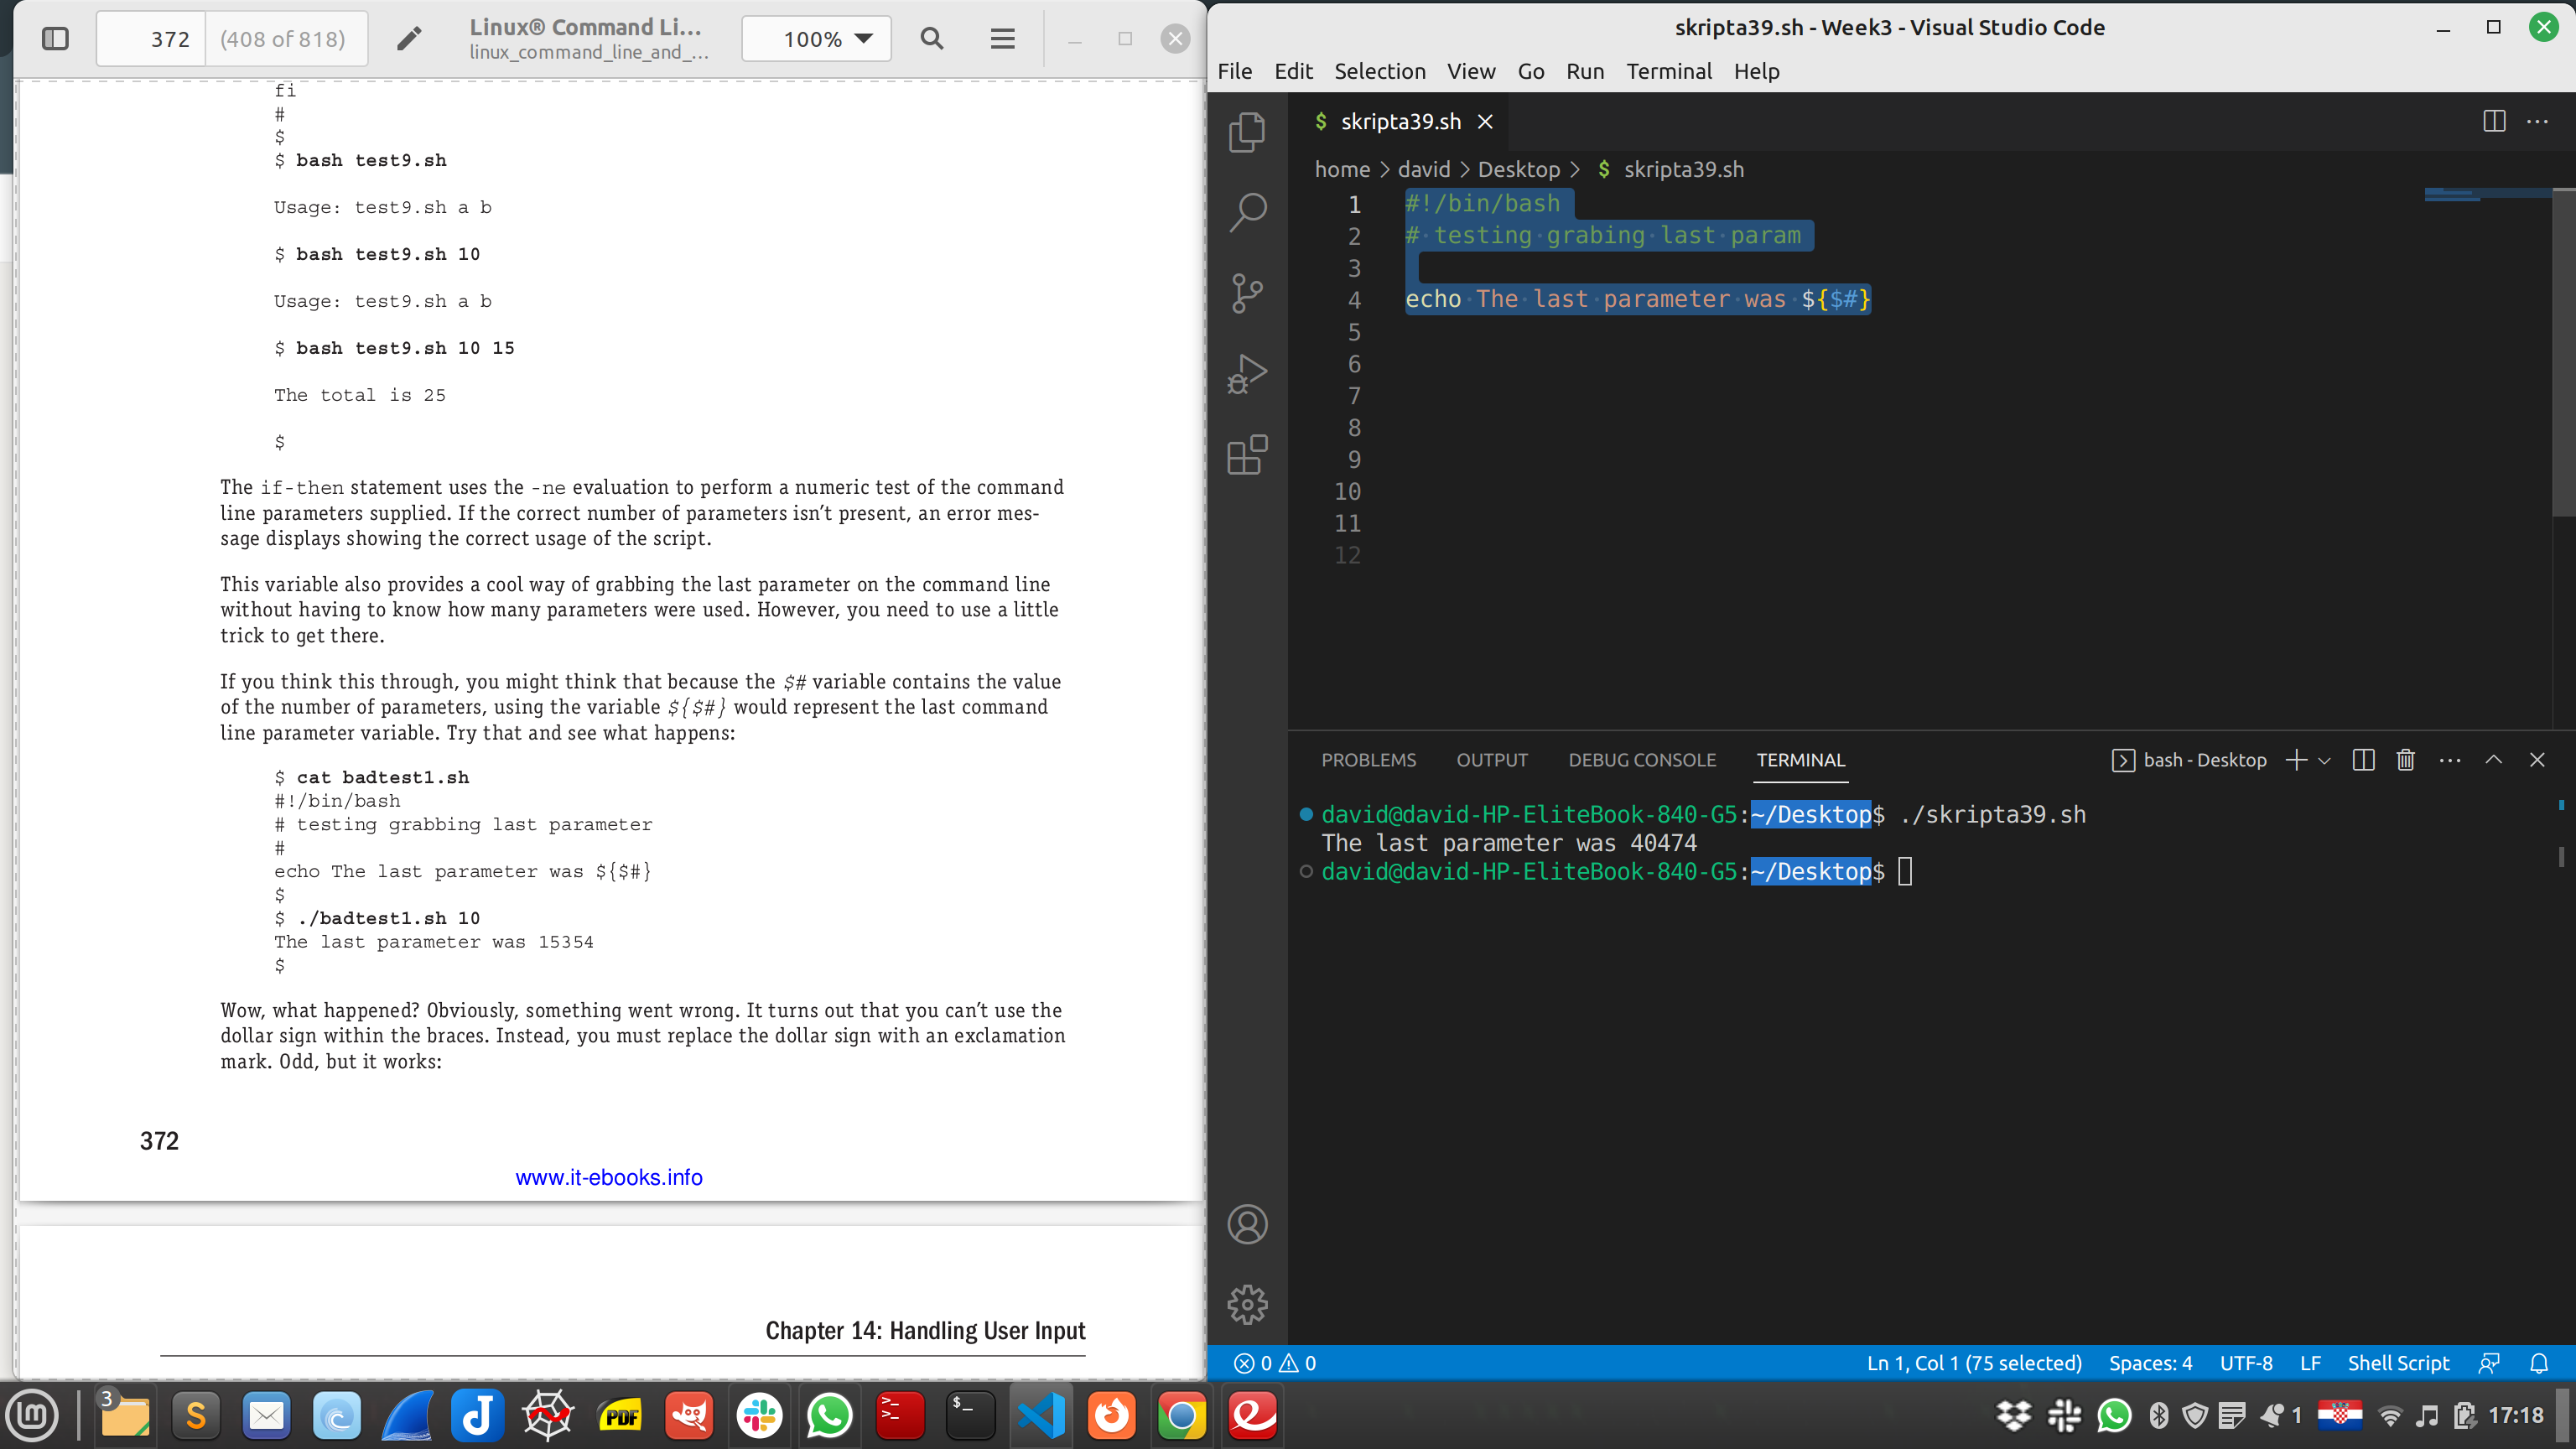 372
(408 of 818)
Linux® Command Li...
linux_command_line_and_...
100%
fi
#
$
$ bash test9.sh
Usage: test9.sh a b
$ bash test9.sh 10
Usage: test9.sh a b
$ bash test9.sh 10 15
The total is 25
$
The if-then statement uses the -ne evaluation to perform a numeric test of the command
line parameters supplied. If the correct number of parameters isn't present, an error mes-
sage displays showing the correct usage of the script.
This variable also provides a cool way of grabbing the last parameter on the command line
without having to know how many parameters were used. However, you need to use a little
trick to get there.
If you think this through, you might think that because the $# variable contains the value
of the number of parameters, using the variable ${$#} would represent the last command
line parameter variable. Try that and see what happens:
$ cat badtest1.sh
#!/bin/bash
# testing grabbing last parameter
#
echo The last parameter was ${$#}
$
$ ./badtest1.sh 10
The last parameter was 15354
$
Wow, what happened? Obviously, something went wrong. It turns out that you can't use the
dollar sign within the braces. Instead, you must replace the dollar sign with an exclamation
mark. Odd, but it works:
372
www.it-ebooks.info
Chapter 14: Handling User Input
skripta39.sh - Week3 - Visual Studio Code
File Edit Selection View Go Run Terminal Help
$ skripta39.sh
home > david > Desktop > $ skripta39.sh
1 #!/bin/bash
2 # testing grabing last param
3
4 echo The last parameter was ${$#}
5
6
7
8
9
10
11
12
PROBLEMS OUTPUT DEBUG CONSOLE TERMINAL
bash - Desktop
david@david-HP-EliteBook-840-G5:~/Desktop$ ./skripta39.sh
The last parameter was 40474
david@david-HP-EliteBook-840-G5:~/Desktop$
0 0
Ln 1, Col 1 (75 selected) Spaces: 4 UTF-8 LF Shell Script
3
S
PDF
$_
1
17:18